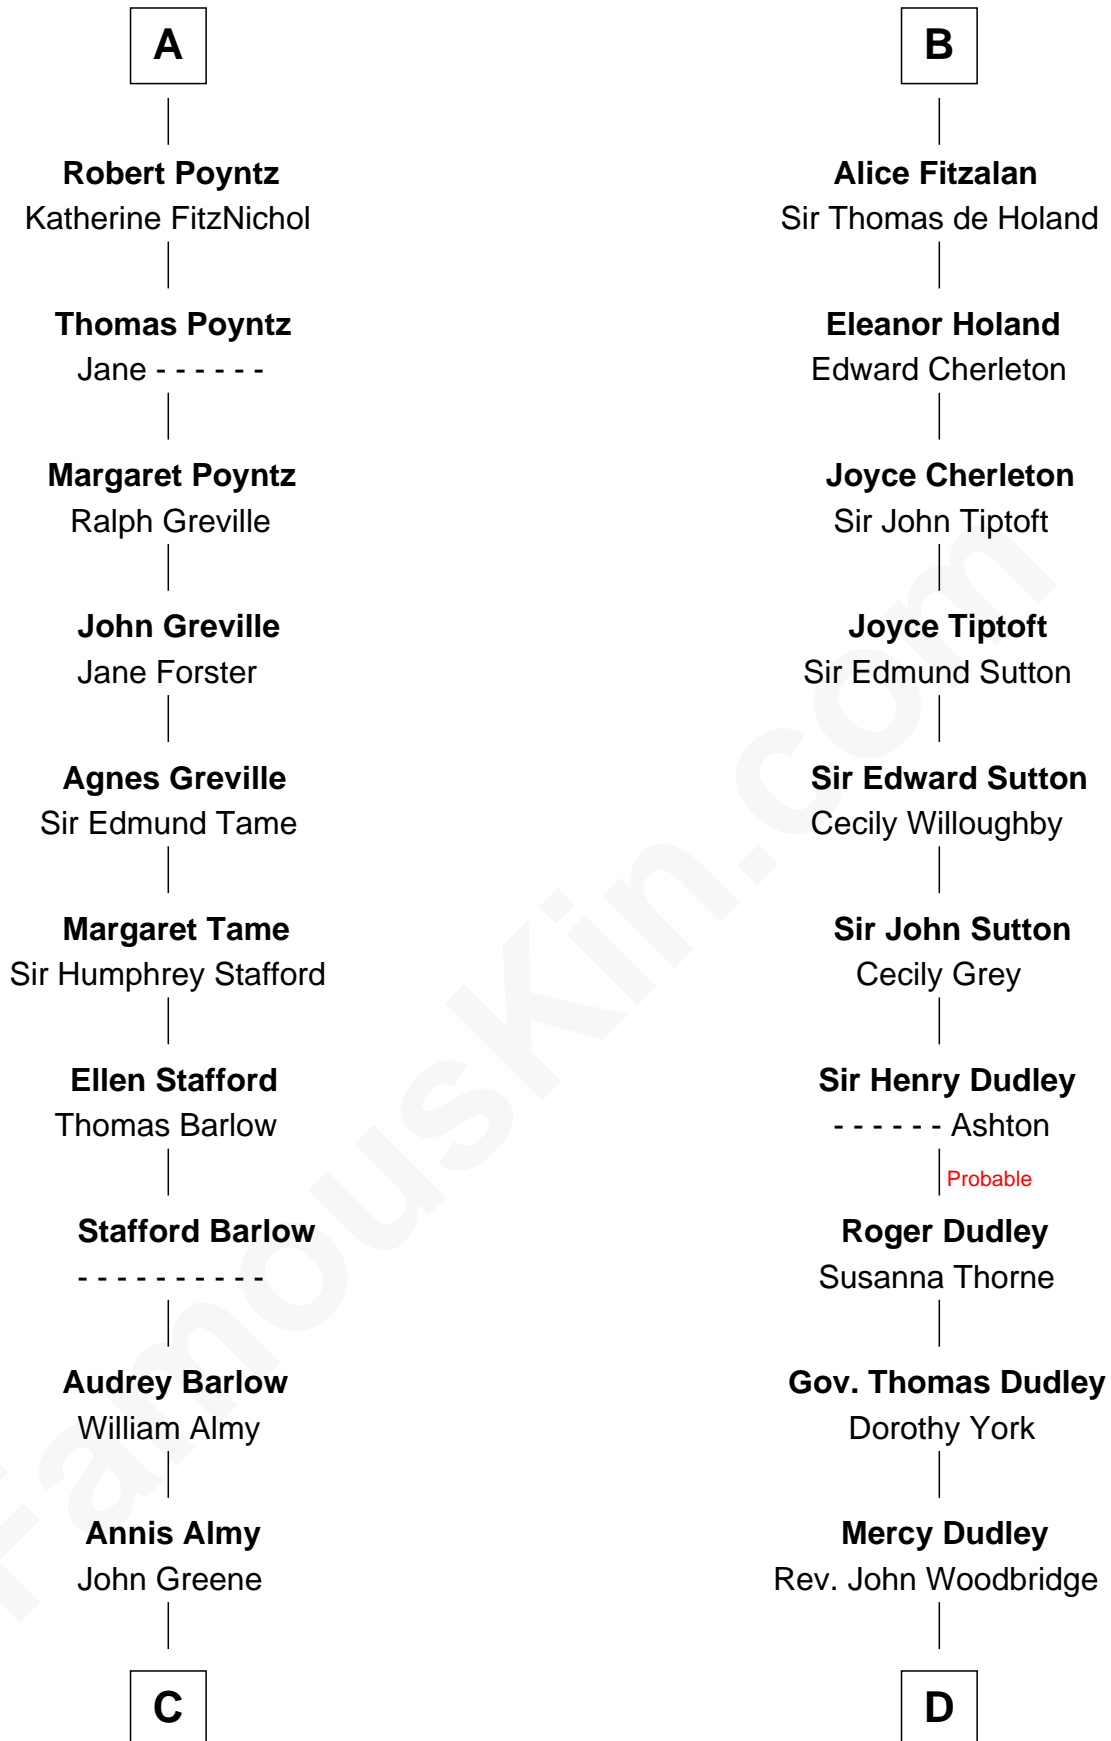 A
Robert Poyntz
Katherine FitzNichol
Thomas Poyntz
Jane - - - - - -
Margaret Poyntz
Ralph Greville
John Greville
Jane Forster
Agnes Greville
Sir Edmund Tame
Margaret Tame
Sir Humphrey Stafford
Ellen Stafford
Thomas Barlow
Stafford Barlow
- - - - - - - - - -
Audrey Barlow
William Almy
Annis Almy
John Greene
C
B
Alice Fitzalan
Sir Thomas de Holand
Eleanor Holand
Edward Cherleton
Joyce Cherleton
Sir John Tiptoft
Joyce Tiptoft
Sir Edmund Sutton
Sir Edward Sutton
Cecily Willoughby
Sir John Sutton
Cecily Grey
Sir Henry Dudley
- - - - - - Ashton
Probable
Roger Dudley
Susanna Thorne
Gov. Thomas Dudley
Dorothy York
Mercy Dudley
Rev. John Woodbridge
D
FamousKin.com